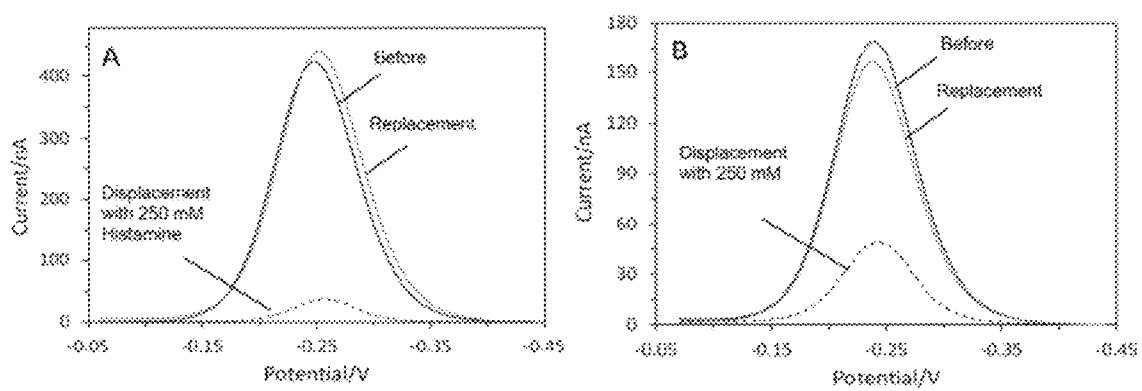 A
Before
Replacement
Displacement
with 250 mM
Histamine
Current/nA
400
300
200
100
0
-0.05
-0.15
-0.25
-0.35
-0.45
Potential/V
B
Before
Replacement
Displacement
with 250 mM
Current/nA
180
150
120
90
60
30
0
-0.05
-0.15
-0.25
-0.35
-0.45
Potential/V